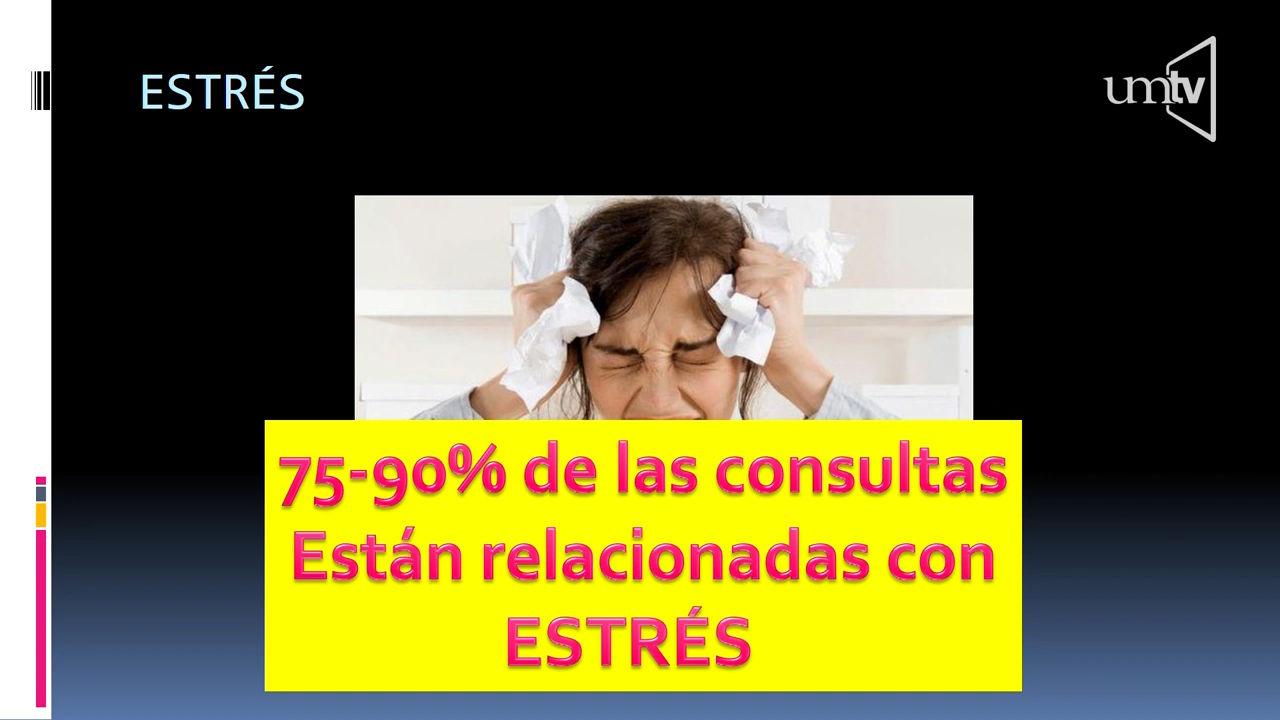 ESTRÉS
umtv
75-90% de las consultas
Están relacionadas con
ESTRÉS